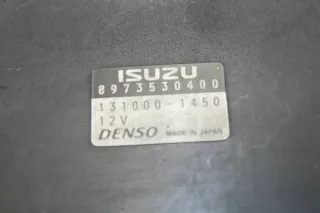 ISUZU
8973530400
131000-1450
12V
DENSO MADE IN JAPAN